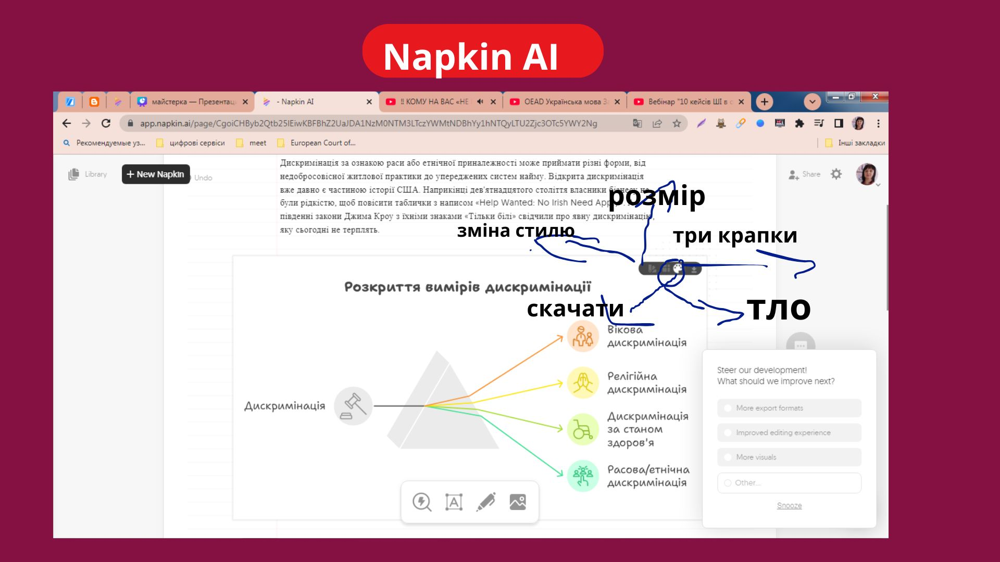 Napkin AI
майстерка — Презентац
- Napkin AI
!! КОМУ НА ВАС «НЕ
OEAD Українська мова З
Вебінар "10 кейсів ШІ в с
app.napkin.ai/page/CgoiCHByb2Qtb25lEiwKBFBhZ2UaJDA1NzM0NTM3LTczYWMtNDBhYy1hNTQyLTU2Zjc3OTc5YWY2Ng
Рекомендуемые уз...
цифрові сервіси
meet
European Court of...
Інші закладки
Library
+ New Napkin
Undo
Share
Дискримінація за ознакою раси або етнічної приналежності може приймати різні форми, від
недобросовісної житлової практики до упереджених систем найму. Відкрита дискримінація
вже давно є частиною історії США. Наприкінці дев'ятнадцятого століття власники бізнесу не
були рідкістю, щоб повісити таблички з написом «Help Wanted: No Irish Need
південні закони Джима Кроу з їхніми знаками «Тільки білі» свідчили про явну дискримінацію,
яку сьогодні не терплять.
розмір
зміна стилю
три крапки
скачати
тло
Розкриття вимірів дискримінації
Дискримінація
Вікова
дискримінація
Релігійна
дискримінація
Дискримінація
за станом
здоров'я
Расова/етнічна
дискримінація
Steer our development!
What should we improve next?
More export formats
Improved editing experience
More visuals
Other...
Snooze